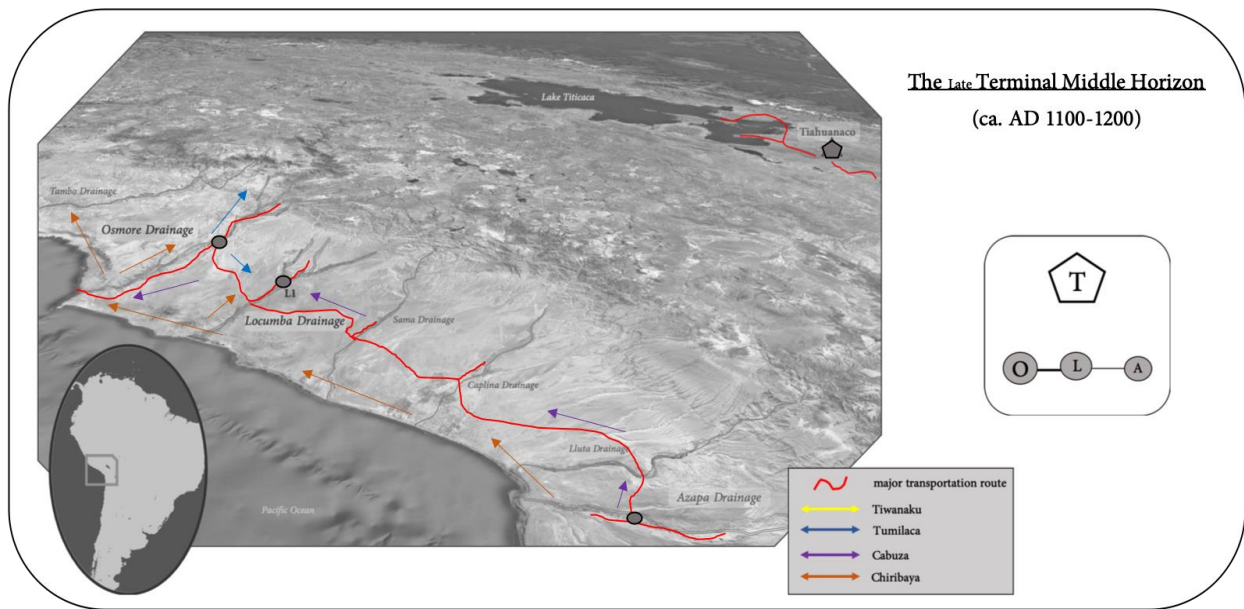 The Late Terminal Middle Horizon
(ca. AD 1100-1200)
Lake Titicaca
Tiahuanaco
Tambo Drainage
Osmore Drainage
L1
Locumba Drainage
Sama Drainage
Caplina Drainage
Lluta Drainage
Azapa Drainage
Pacific Ocean
T
O L A
major transportation route
Tiwanaku
Tumilaca
Cabuza
Chiribaya